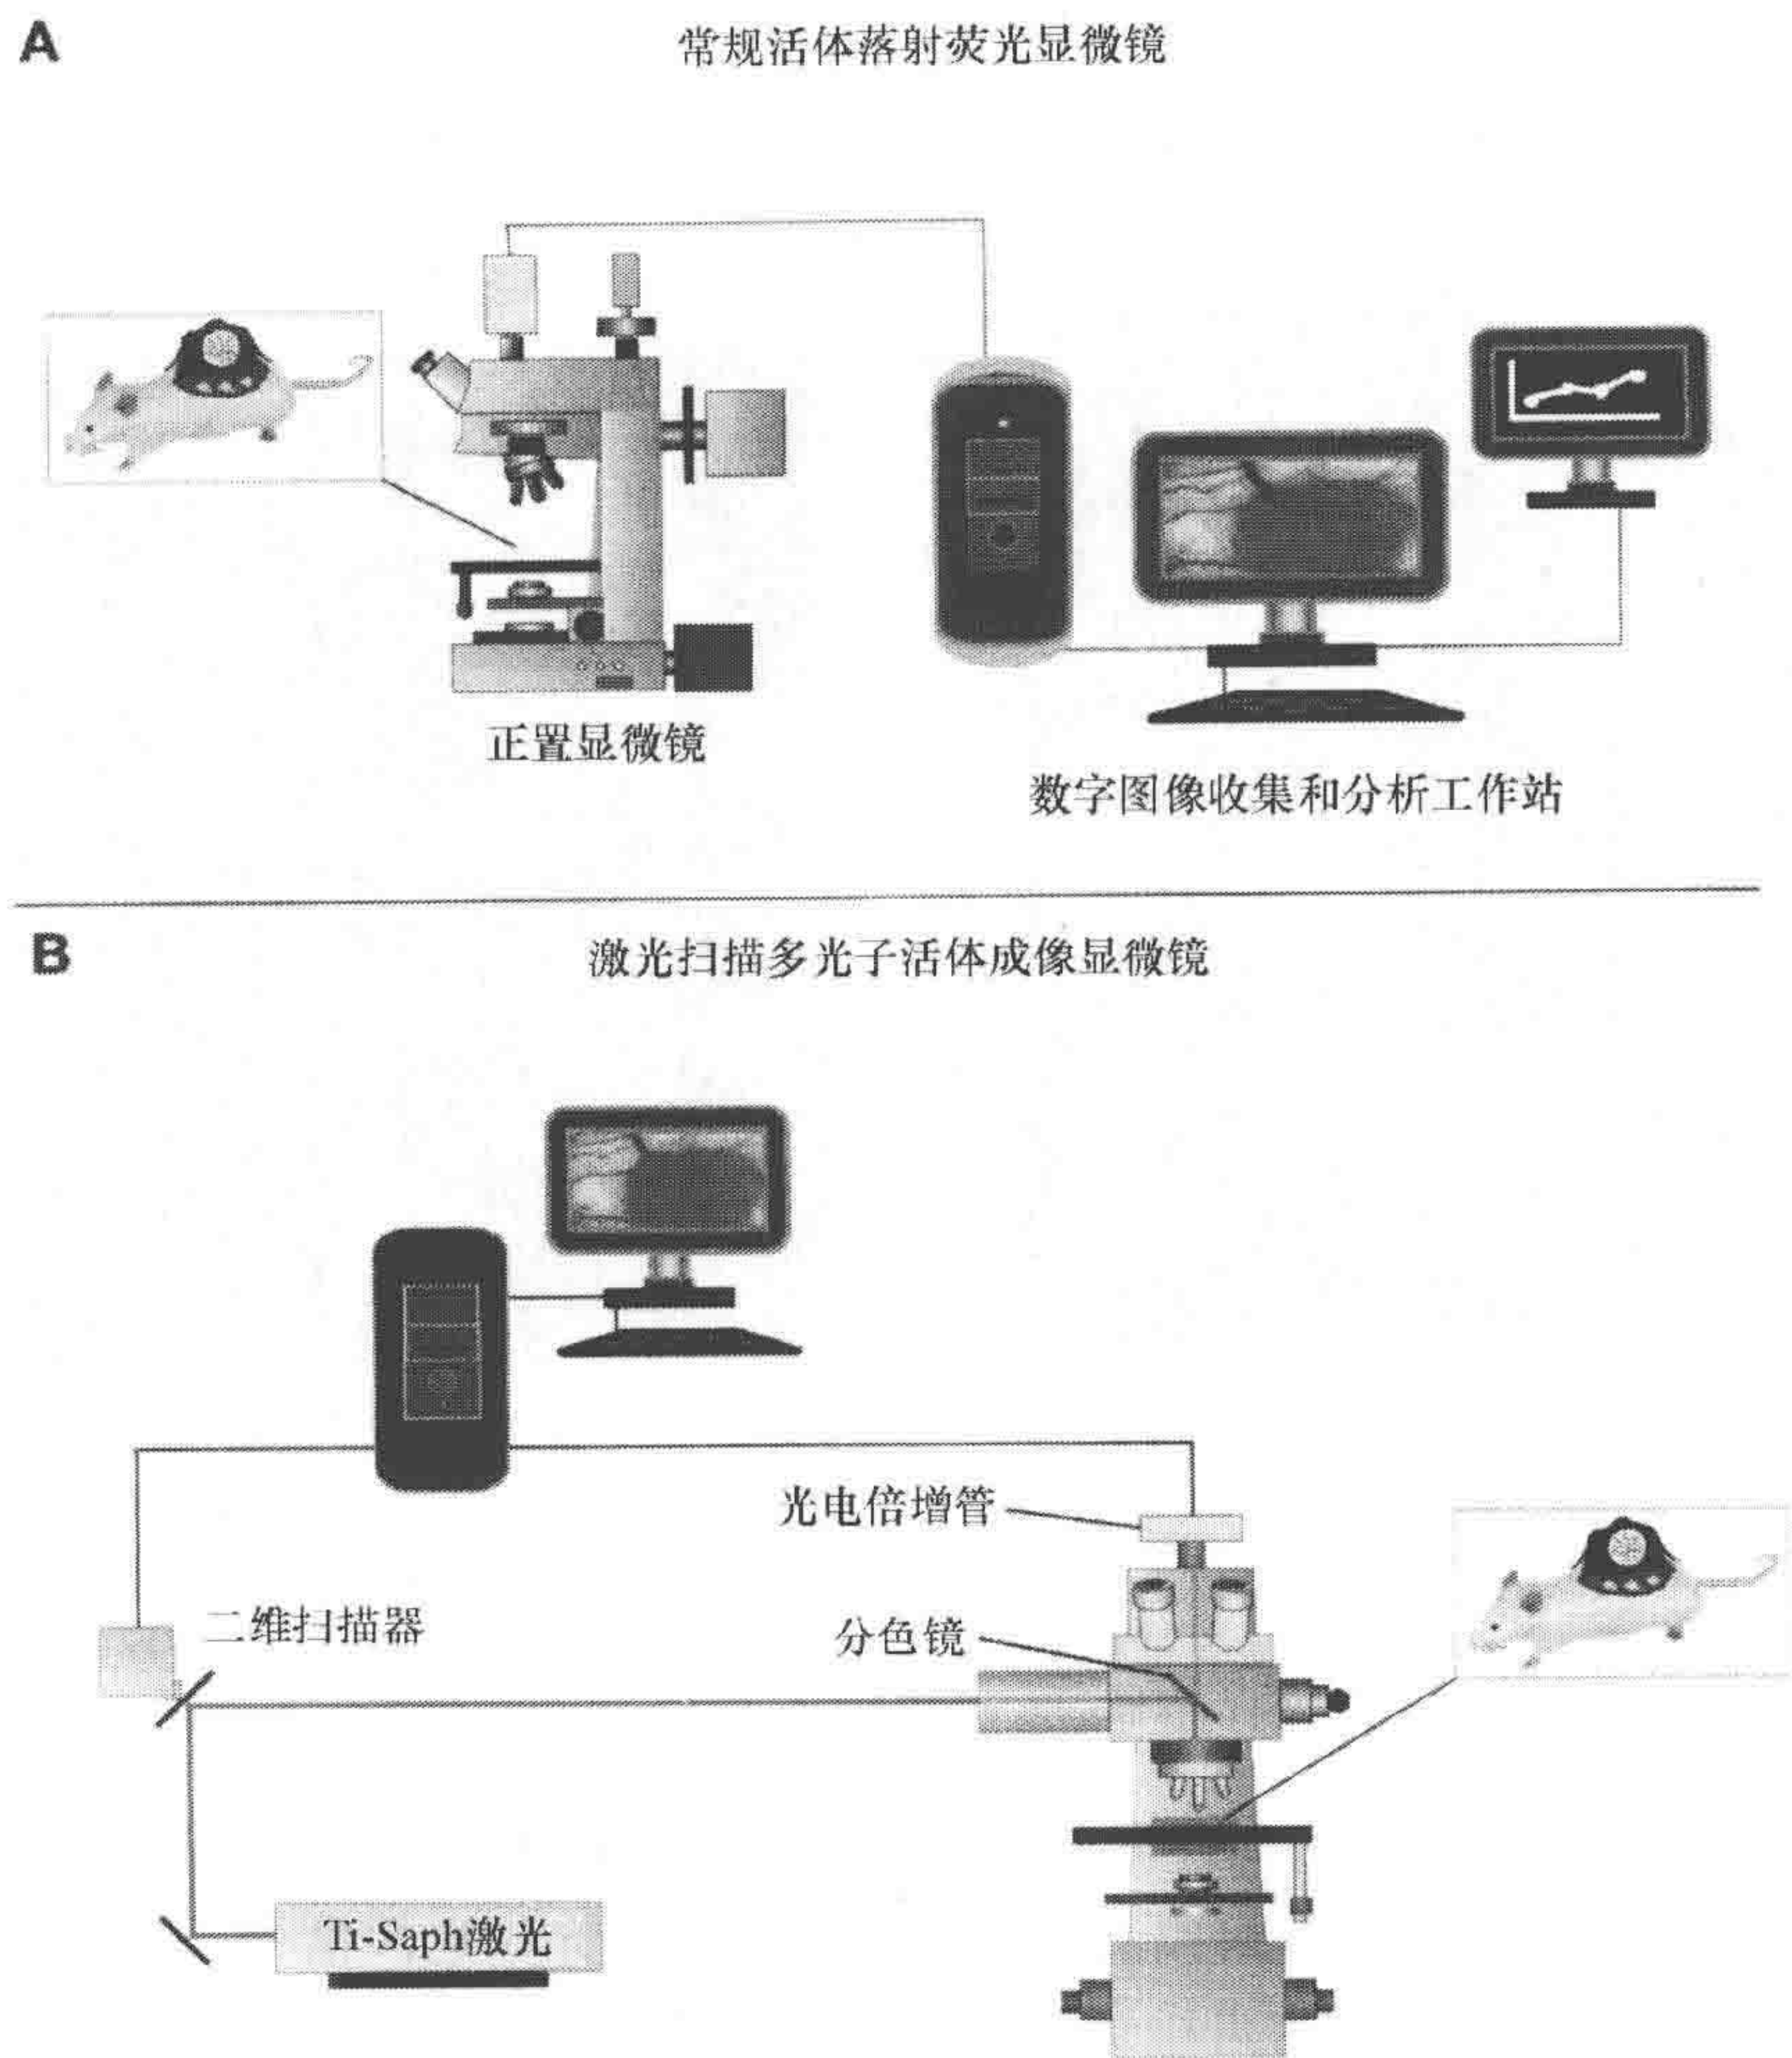 A
常规活体落射荧光显微镜
正置显微镜
数字图像收集和分析工作站
B
激光扫描多光子活体成像显微镜
光电倍增管
二维扫描器
分色镜
Ti-Saph激光